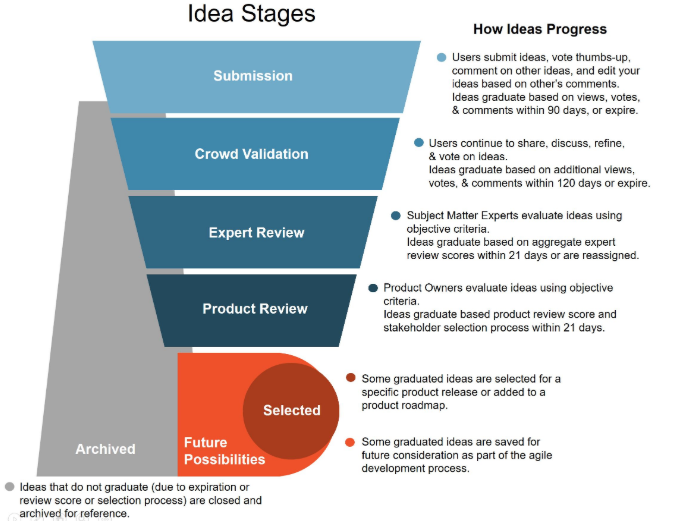 Idea Stages
How Ideas Progress
Submission
Users submit ideas, vote thumbs-up,
comment on other ideas, and edit your
ideas based on other's comments.
Ideas graduate based on views, votes,
& comments within 90 days, or expire.
Crowd Validation
Users continue to share, discuss, refine,
& vote on ideas.
Ideas graduate based on additional views,
votes, & comments within 120 days or expire.
Expert Review
Subject Matter Experts evaluate ideas using
objective criteria.
Ideas graduate based on aggregate expert
review scores within 21 days or are reassigned.
Product Review
Product Owners evaluate ideas using objective
criteria.
Ideas graduate based product review score and
stakeholder selection process within 21 days.
Selected
Some graduated ideas are selected for a
specific product release or added to a
product roadmap.
Future
Possibilities
Some graduated ideas are saved for
future consideration as part of the agile
development process.
Archived
Ideas that do not graduate (due to expiration or
review score or selection process) are closed and
archived for reference.